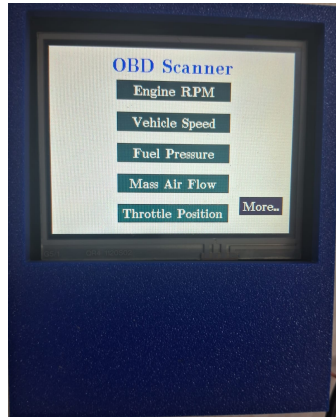 OBD Scanner
Engine RPM
Vehicle Speed
Fuel Pressure
Mass Air Flow
Throttle Position
More..